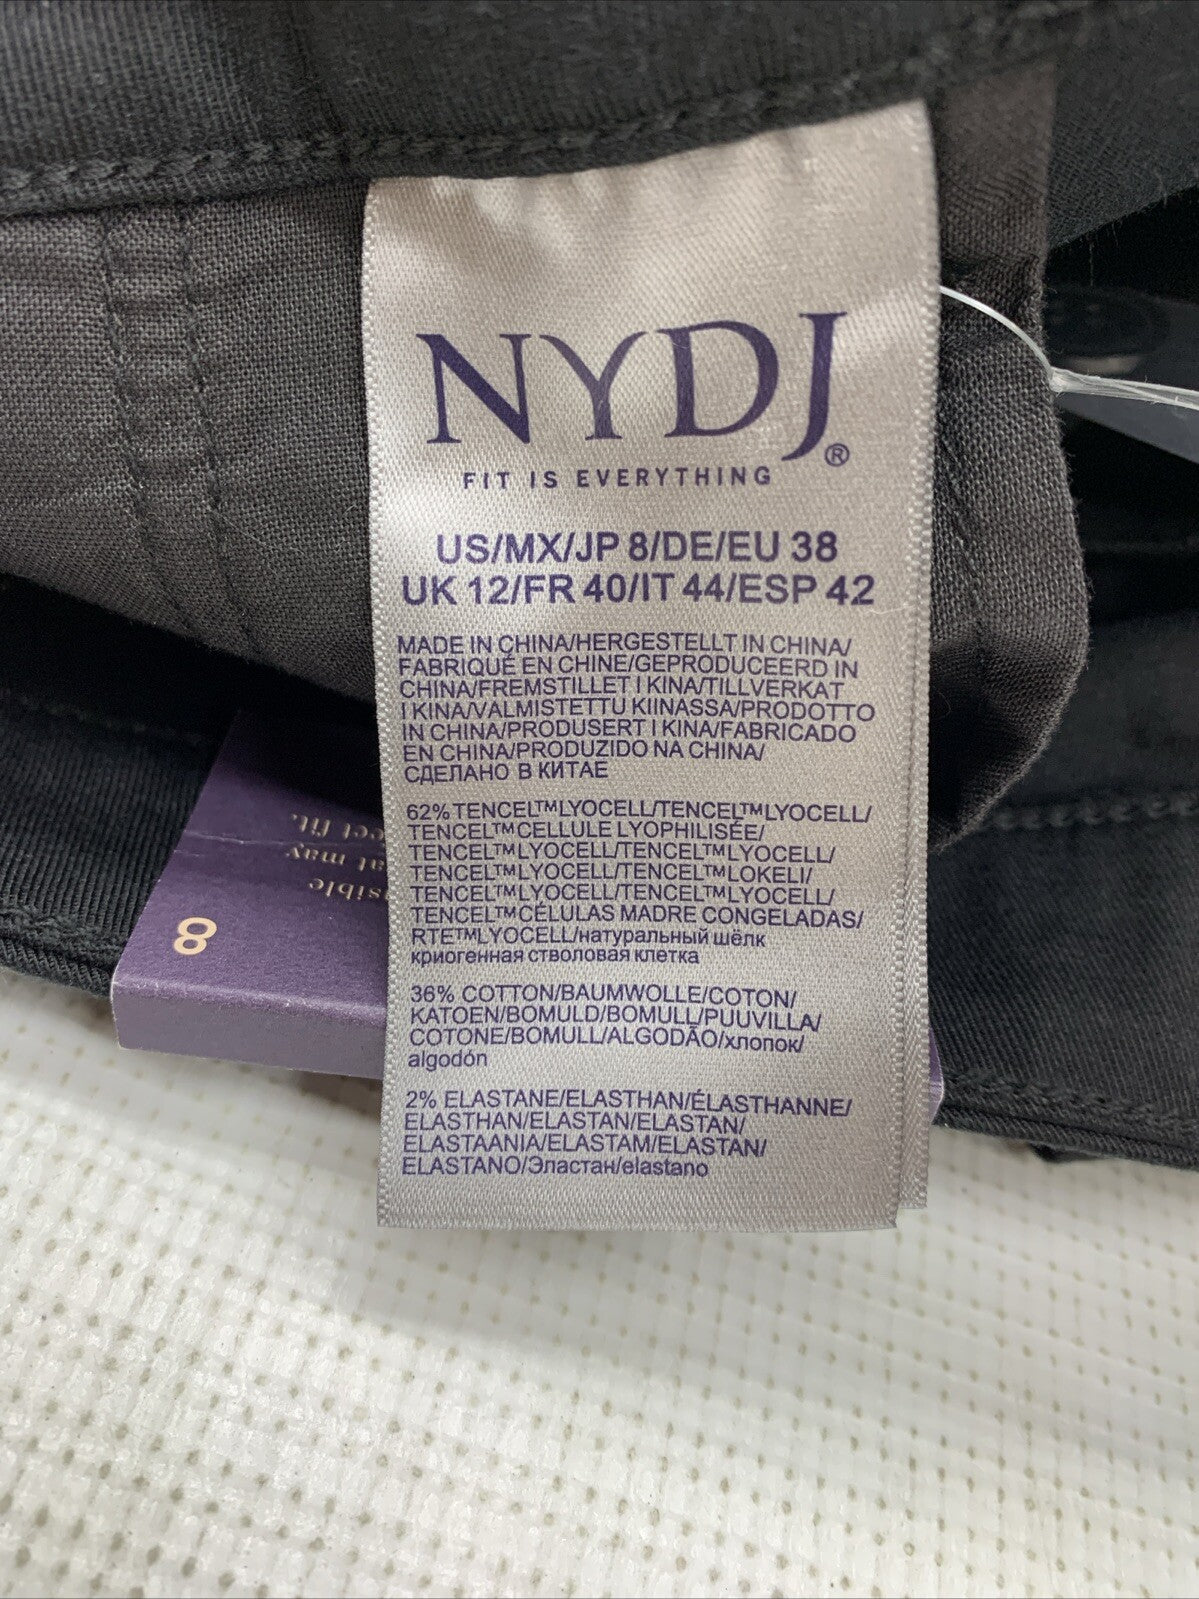 NYDJ®
FIT IS EVERYTHING
US/MX/JP 8/DE/EU 38
UK 12/FR 40/IT 44/ESP 42
MADE IN CHINA/HERGESTELLT IN CHINA/
FABRIQUÉ EN CHINE/GEPRODUCEERD IN
CHINA/FREMSTILLET I KINA/TILLVERKAT
I KINA/VALMISTETTU KIINASSA/PRODOTTO
IN CHINA/PRODUSERT I KINA/FABRICADO
EN CHINA/PRODUZIDO NA CHINA/
СДЕЛАНО В КИТАЕ
62% TENCEL™LYOCELL/TENCEL™LYOCELL/
TENCEL™CELLULE LYOPHILISÉE/
TENCEL™LYOCELL/TENCEL™LYOCELL/
TENCEL™LYOCELL/TENCEL™LOKELI/
TENCEL™LYOCELL/TENCEL™LYOCELL/
TENCEL™CÉLULAS MADRE CONGELADAS/
RTE™LYOCELL/натуральный шёлк
криогенная стволовая клетка
36% COTTON/BAUMWOLLE/COTON/
KATOEN/BOMULD/BOMULL/PUUVILLA/
COTONE/BOMULL/ALGODÃO/хлопок/
algodón
2% ELASTANE/ELASTHAN/ÉLASTHANNE/
ELASTHAN/ELASTAN/ELASTAN/
ELASTAANIA/ELASTAM/ELASTAN/
ELASTANO/Эластан/elastano
8
at may
fit.